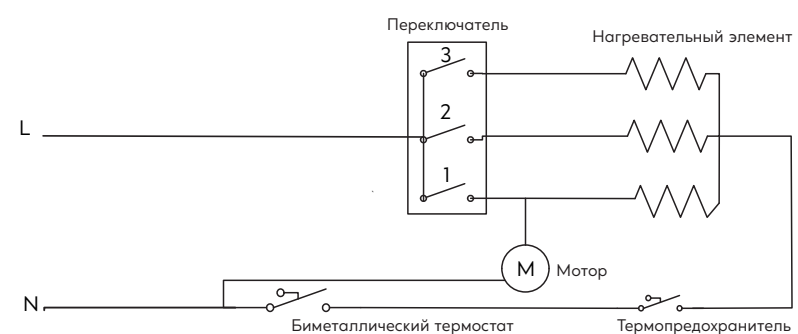 Переключатель
Нагревательный элемент
3
L
2
1
M Мотор
N
Биметаллический термостат
Термопредохранитель